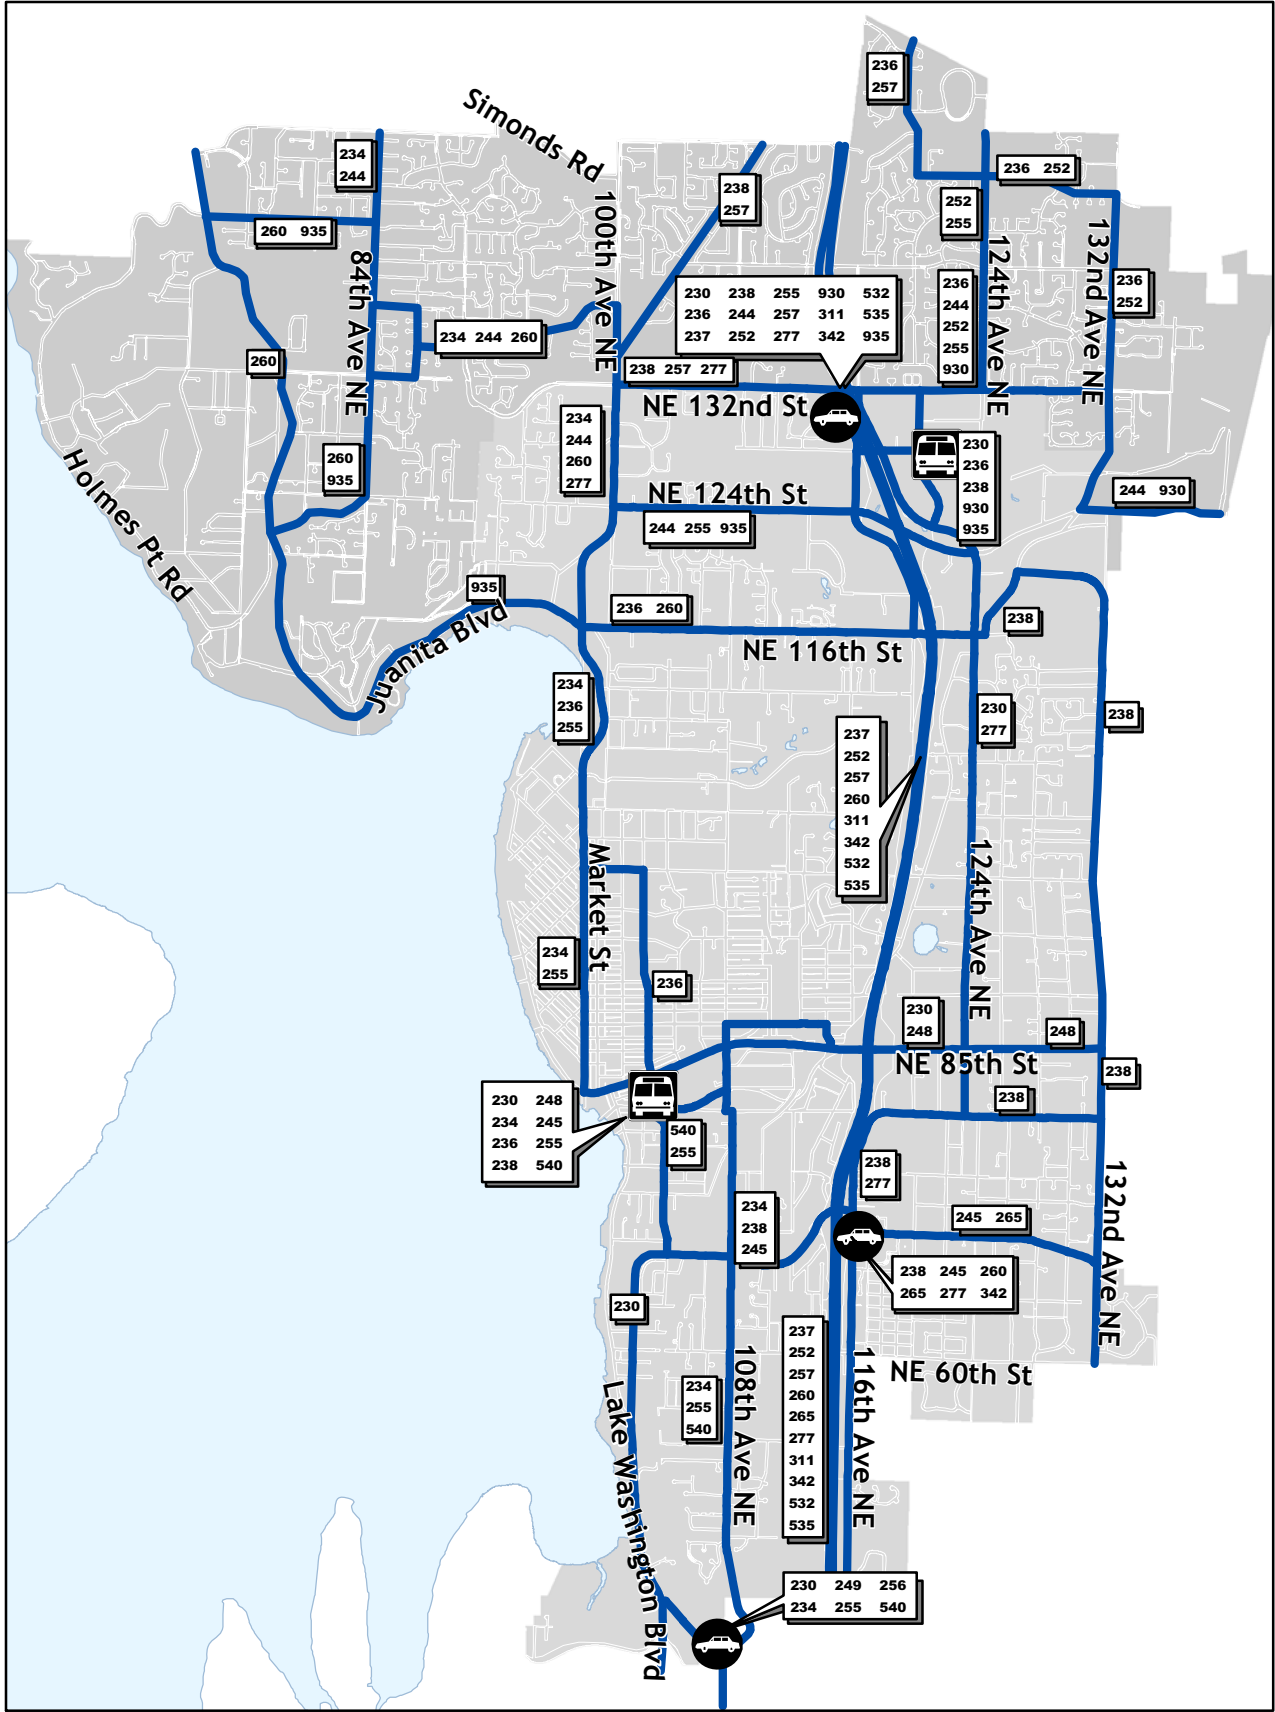 236
257
Simonds Rd
234
244
236 252
238
257
252
255
260 935
100th Ave NE
84th Ave NE
124th Ave NE
132nd Ave NE
236
252
230 238 255 930 532
236 244 257 311 535
237 252 277 342 935
236
244
252
255
930
234 244 260
260
238 257 277
NE 132nd St
234
244
260
277
230
236
238
930
935
260
935
Holmes Pt Rd
NE 124th St
244 930
244 255 935
935
236 260
238
Juanita Blvd
NE 116th St
234
236
255
230
277
238
237
252
257
260
311
342
532
535
Market St
124th Ave NE
234
255
236
230
248
248
NE 85th St
238
230 248
234 245
236 255
238 540
238
540
255
238
277
132nd Ave NE
234
238
245
245 265
238 245 260
265 277 342
230
237
252
257
260
265
277
311
342
532
535
108th Ave NE
116th Ave NE
NE 60th St
234
255
540
Lake Washington Blvd
230 249 256
234 255 540